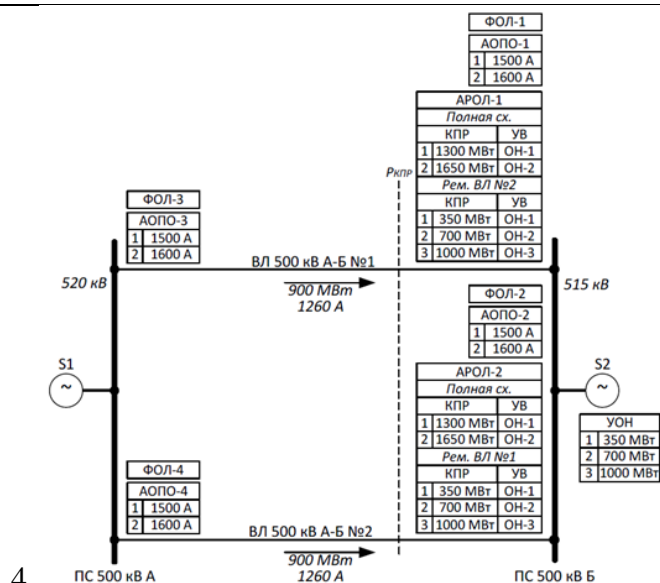 ФОЛ-1
АОПО-1
1 1500 А
2 1600 А
АРОЛ-1
Полная сх.
КПР УВ
1 1300 МВт ОН-1
2 1650 МВт ОН-2
Рем. ВЛ №2
КПР УВ
1 350 МВт ОН-1
2 700 МВт ОН-2
3 1000 МВт ОН-3
PКПР
ФОЛ-3
АОПО-3
1 1500 А
2 1600 А
ВЛ 500 кВ А-Б №1
520 кВ
900 МВт
1260 А
515 кВ
ФОЛ-2
АОПО-2
1 1500 А
2 1600 А
S1
~
S2
~
АРОЛ-2
Полная сх.
КПР УВ
1 1300 МВт ОН-1
2 1650 МВт ОН-2
Рем. ВЛ №1
КПР УВ
1 350 МВт ОН-1
2 700 МВт ОН-2
3 1000 МВт ОН-3
УОН
1 350 МВт
2 700 МВт
3 1000 МВт
ФОЛ-4
АОПО-4
1 1500 А
2 1600 А
ВЛ 500 кВ А-Б №2
900 МВт
1260 А
4
ПС 500 кВ А
ПС 500 кВ Б